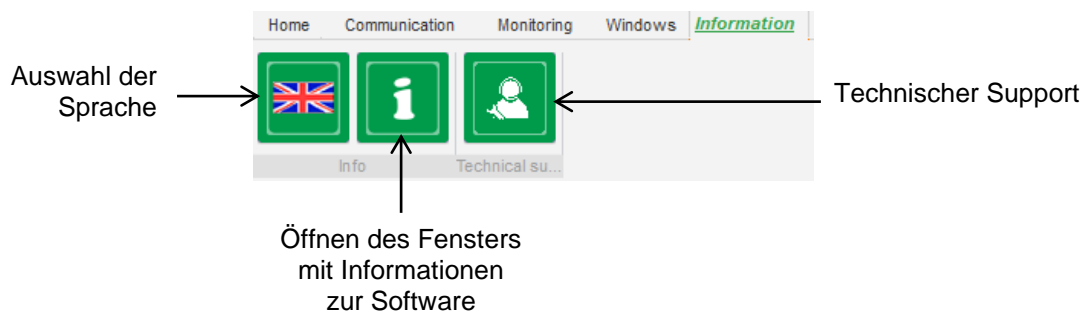 Home Communication Monitoring Windows Information
Auswahl der
Sprache
Technischer Support
Info Technical su...
Öffnen des Fensters
mit Informationen
zur Software